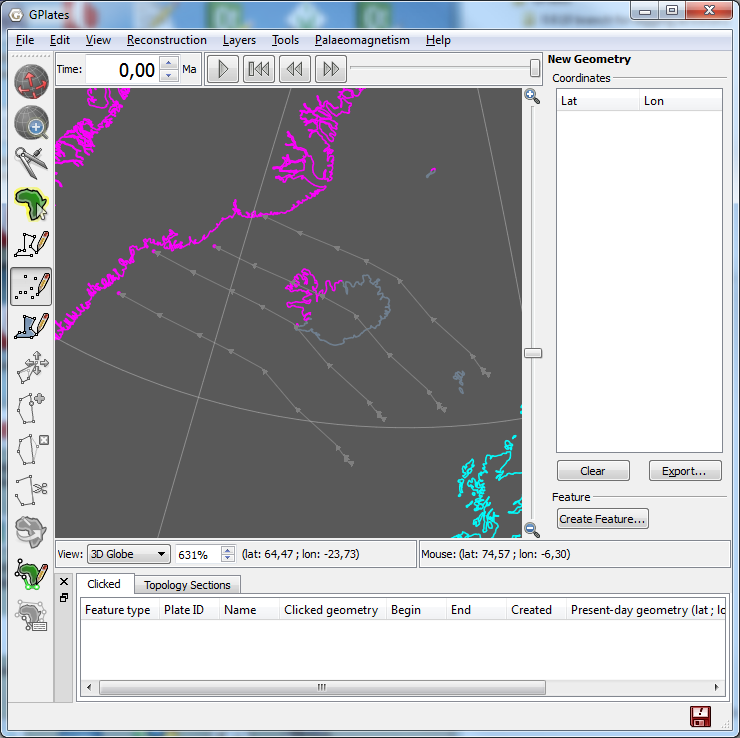 GPlates
File Edit View Reconstruction Layers Tools Palaeomagnetism Help
Time: 0,00 Ma
New Geometry
Coordinates
Lat Lon
Clear Export...
Feature
Create Feature...
View: 3D Globe 631% (lat: 64,47 ; lon: -23,73) Mouse: (lat: 74,57 ; lon: -6,30)
Clicked Topology Sections
Feature type Plate ID Name Clicked geometry Begin End Created Present-day geometry (lat ; lo